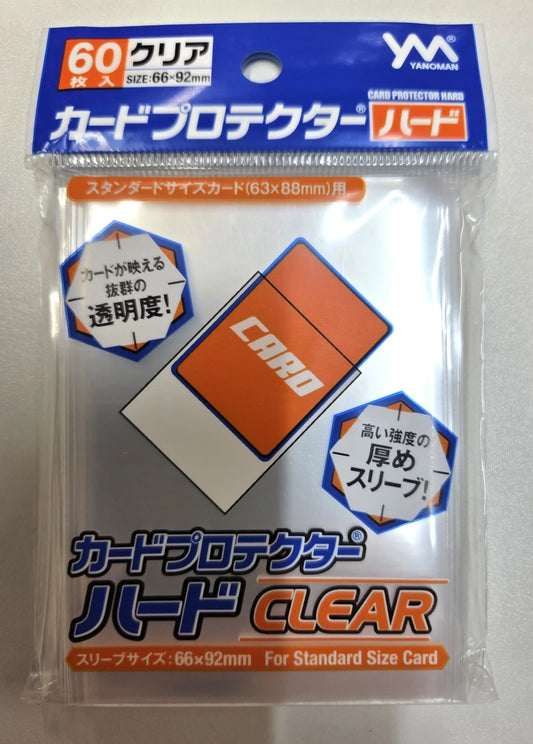 60
枚入
クリア
SIZE:66×92mm
YM®
YANOMAN
CARD PROTECTOR HARD
カードプロテクター®
ハード
スタンダードサイズカード(63×88mm)用
カードが映える
抜群の
透明度!
CARD
高い強度の
厚め
スリーブ!
カードプロテクター®
ハード CLEAR
スリーブサイズ:66×92mm For Standard Size Card